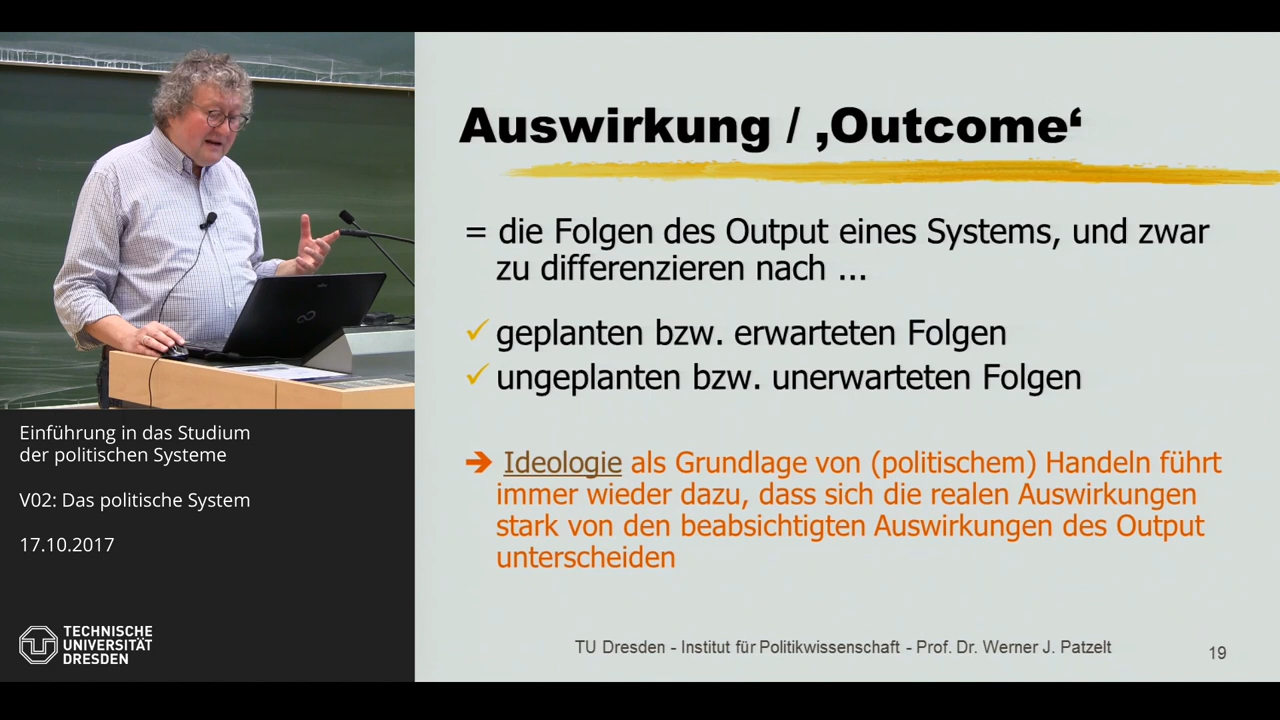 Auswirkung / ‚Outcome‘
= die Folgen des Output eines Systems, und zwar
zu differenzieren nach ...
geplanten bzw. erwarteten Folgen
ungeplanten bzw. unerwarteten Folgen
➔ Ideologie als Grundlage von (politischem) Handeln führt
immer wieder dazu, dass sich die realen Auswirkungen
stark von den beabsichtigten Auswirkungen des Output
unterscheiden
TU Dresden - Institut für Politikwissenschaft - Prof. Dr. Werner J. Patzelt
19
Einführung in das Studium
der politischen Systeme
V02: Das politische System
17.10.2017
TECHNISCHE
UNIVERSITÄT
DRESDEN